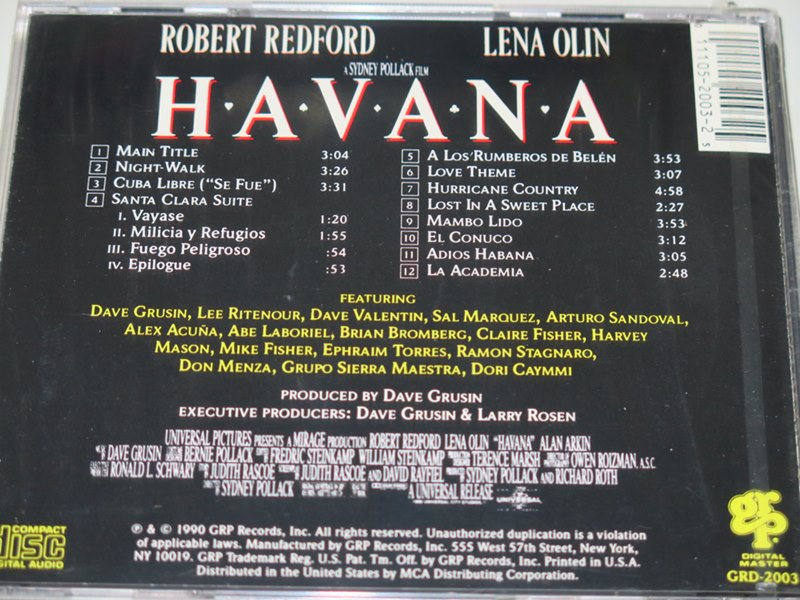 ROBERT REDFORD LENA OLIN
A SYDNEY POLLACK FILM
H·A·V·A·N·A
1 MAIN TITLE 3:04
2 NIGHT-WALK 3:26
3 CUBA LIBRE ("SE FUE") 3:31
4 SANTA CLARA SUITE
I. Vayase 1:20
II. Milicia y Refugios 1:55
III. Fuego Peligroso :54
IV. Epilogue :53
5 A LOS RUMBEROS DE BELÉN 3:53
6 LOVE THEME 3:07
7 HURRICANE COUNTRY 4:58
8 LOST IN A SWEET PLACE 2:27
9 MAMBO LIDO 3:53
10 EL CONUCO 3:12
11 ADIOS HABANA 3:05
12 LA ACADEMIA 2:48
FEATURING
DAVE GRUSIN, LEE RITENOUR, DAVE VALENTIN, SAL MARQUEZ, ARTURO SANDOVAL,
ALEX ACUÑA, ABE LABORIEL, BRIAN BROMBERG, CLAIRE FISHER, HARVEY
MASON, MIKE FISHER, EPHRAIM TORRES, RAMON STAGNARO,
DON MENZA, GRUPO SIERRA MAESTRA, DORI CAYMMI
PRODUCED BY DAVE GRUSIN
EXECUTIVE PRODUCERS: DAVE GRUSIN & LARRY ROSEN
UNIVERSAL PICTURES PRESENTS A MIRAGE PRODUCTION ROBERT REDFORD LENA OLIN "HAVANA" ALAN ARKIN
DAVE GRUSIN BERNIE POLLACK FREDRIC STEINKAMP WILLIAM STEINKAMP TERENCE MARSH OWEN ROIZMAN, A.S.C.
RONALD L. SCHWARY JUDITH RASCOE JUDITH RASCOE AND DAVID RAYFIEL SYDNEY POLLACK AND RICHARD ROTH
SYDNEY POLLACK A UNIVERSAL RELEASE UNIVERSAL
℗ & © 1990 GRP Records, Inc. All rights reserved. Unauthorized duplication is a violation
of applicable laws. Manufactured by GRP Records, Inc. 555 West 57th Street, New York,
NY 10019. GRP Trademark Reg. U.S. Pat. Tm. Off. by GRP Records, Inc. Printed in U.S.A.
Distributed in the United States by MCA Distributing Corporation.
COMPACT
disc
DIGITAL AUDIO
grp
DIGITAL
MASTER
GRD-2003
11105-2003-2